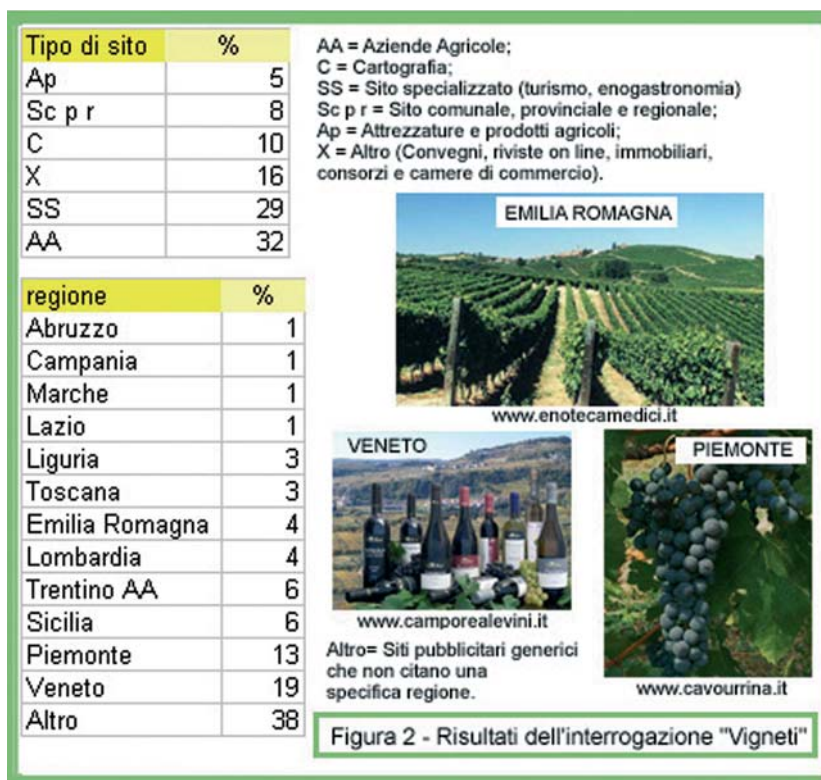 Tipo di sito %
Ap 5
Sc p r 8
C 10
X 16
SS 29
AA 32
AA = Aziende Agricole;
C = Cartografia;
SS = Sito specializzato (turismo, enogastronomia)
Sc p r = Sito comunale, provinciale e regionale;
Ap = Attrezzature e prodotti agricoli;
X = Altro (Convegni, riviste on line, immobiliari,
consorzi e camere di commercio).
EMILIA ROMAGNA
www.enotecamedici.it
regione %
Abruzzo 1
Campania 1
Marche 1
Lazio 1
Liguria 3
Toscana 3
Emilia Romagna 4
Lombardia 4
Trentino AA 6
Sicilia 6
Piemonte 13
Veneto 19
Altro 38
VENETO
www.camporealevini.it
PIEMONTE
www.cavourrina.it
Altro= Siti pubblicitari generici
che non citano una
specifica regione.
Figura 2 - Risultati dell'interrogazione "Vigneti"